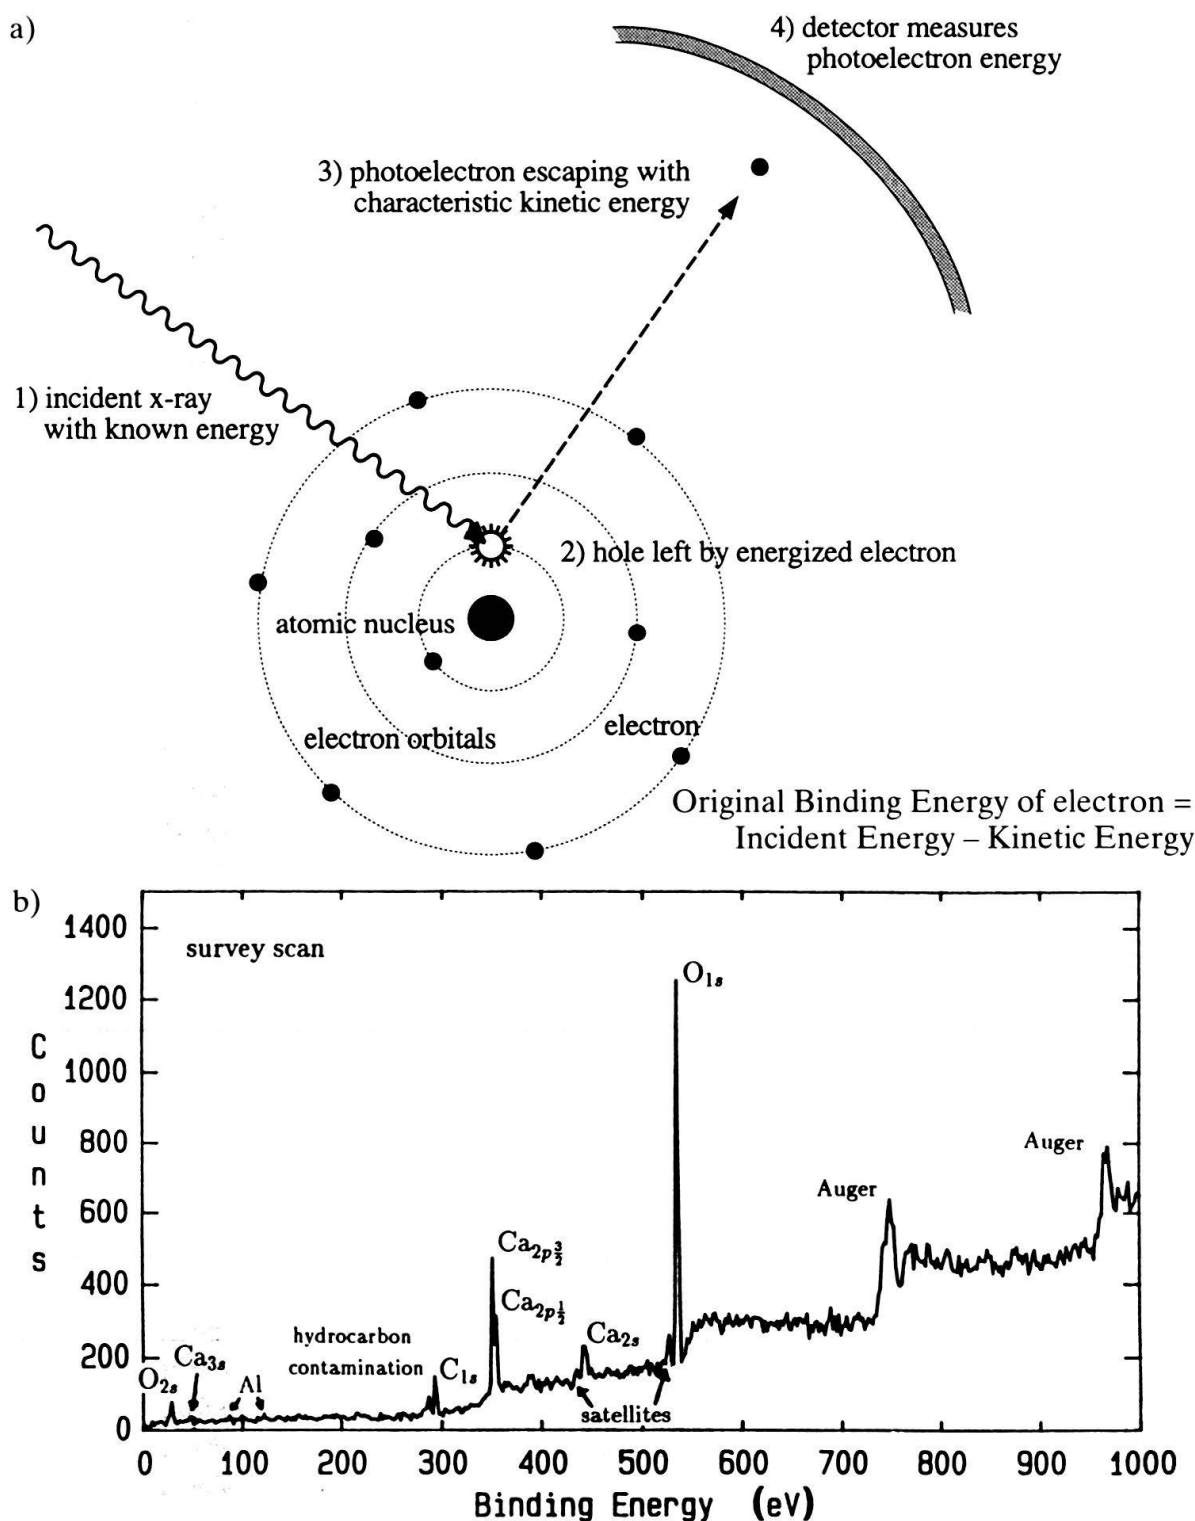 a)
4) detector measures
photoelectron energy
3) photoelectron escaping with
characteristic kinetic energy
1) incident x-ray
with known energy
2) hole left by energized electron
atomic nucleus
electron orbitals
electron
Original Binding Energy of electron =
Incident Energy – Kinetic Energy
b)
survey scan
Counts
1400
1200
1000
800
600
400
200
0
O2s
Ca3s
Al
hydrocarbon
contamination
C1s
Ca2p3/2
Ca2p1/2
Ca2s
satellites
O1s
Auger
Auger
0 100 200 300 400 500 600 700 800 900 1000
Binding Energy (eV)